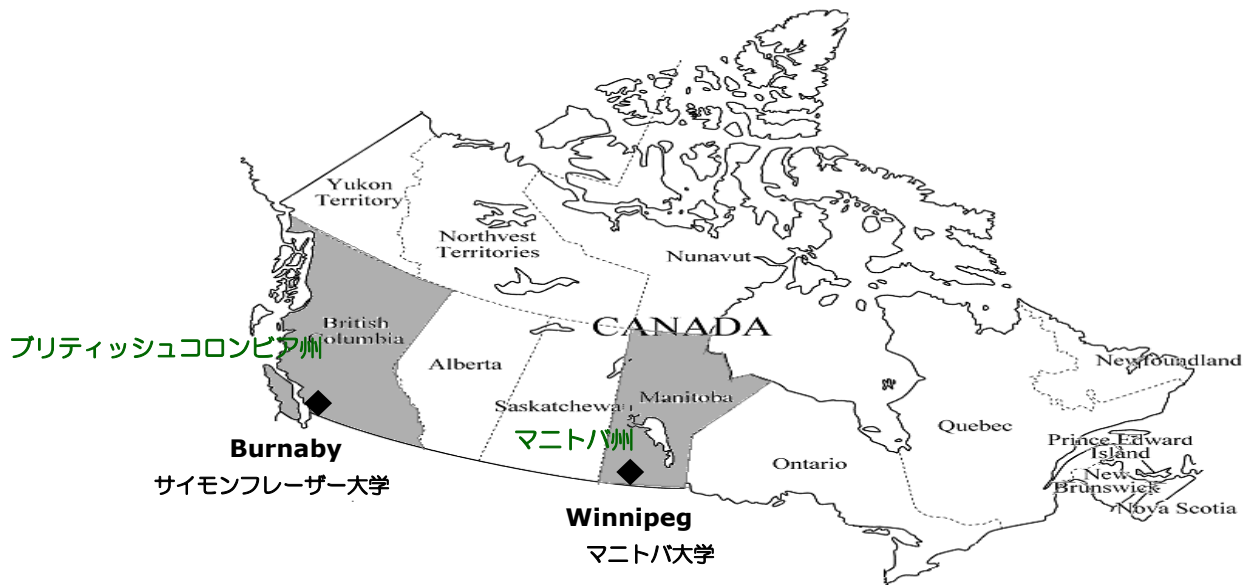 Yukon
Territory
Northvest
Territories
Nunavut
CANADA
British
Columbia
ブリティッシュコロンビア州
Alberta
Saskatchewan
Manitoba
マニトバ州
Newfoundland
Quebec
Prince Edward
Island
New
Brunswick
Nova Scotia
Ontario
Burnaby
サイモンフレーザー大学
Winnipeg
マニトバ大学